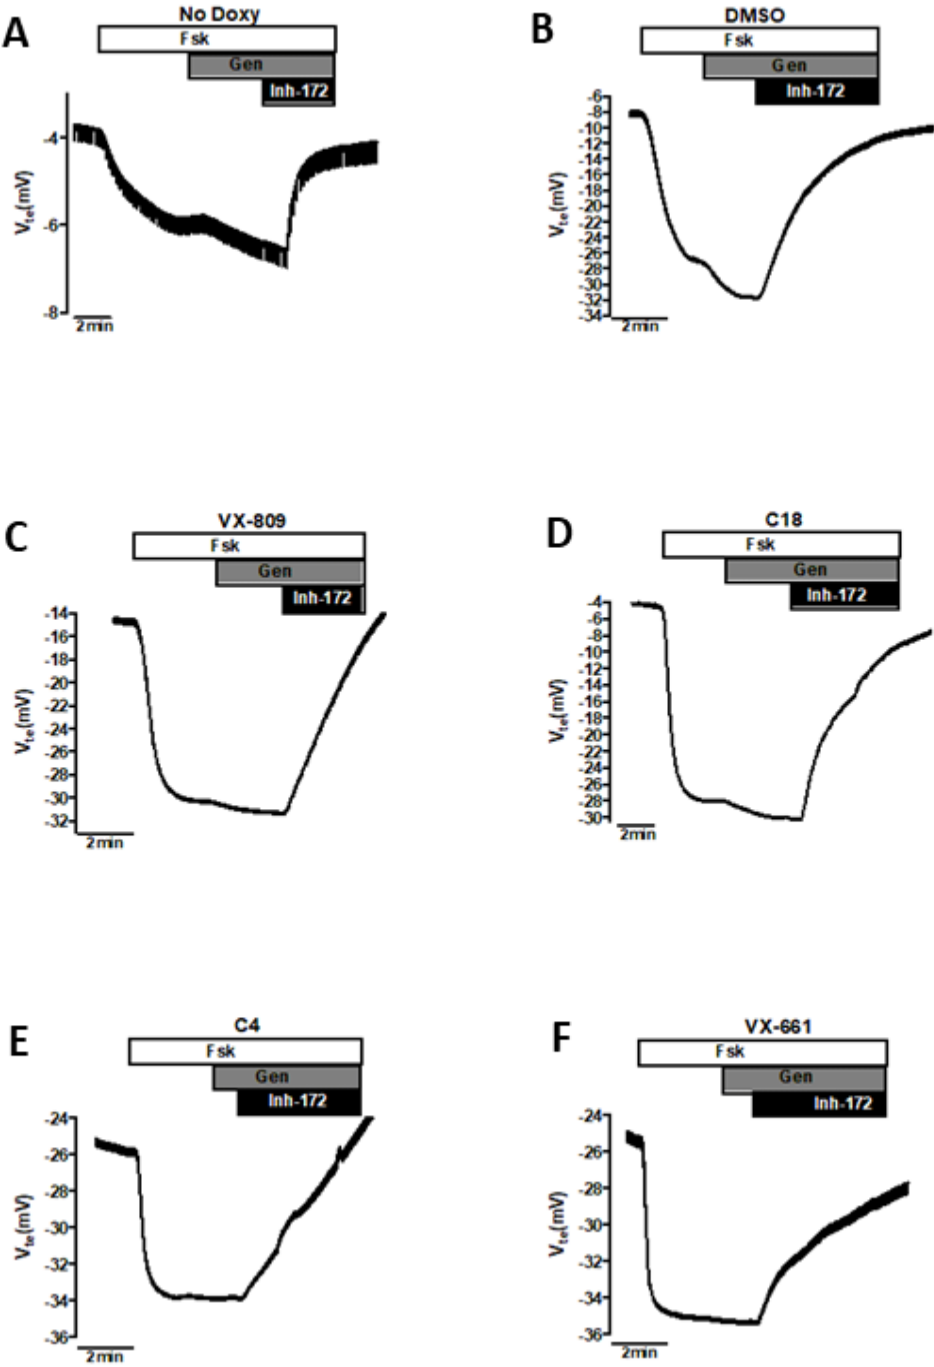 A
No Doxy
Fsk
Gen
Inh-172
-4
-6
-8
Vte(mV)
2min
B
DMSO
Fsk
Gen
Inh-172
-6
-8
-10
-12
-14
-16
-18
-20
-22
-24
-26
-28
-30
-32
-34
Vte(mV)
2min
C
VX-809
Fsk
Gen
Inh-172
-14
-16
-18
-20
-22
-24
-26
-28
-30
-32
Vte(mV)
2min
D
C18
Fsk
Gen
Inh-172
-4
-6
-8
-10
-12
-14
-16
-18
-20
-22
-24
-26
-28
-30
Vte(mV)
2min
E
C4
Fsk
Gen
Inh-172
-24
-26
-28
-30
-32
-34
-36
Vte(mV)
2min
F
VX-661
Fsk
Gen
Inh-172
-24
-26
-28
-30
-32
-34
-36
Vte(mV)
2min